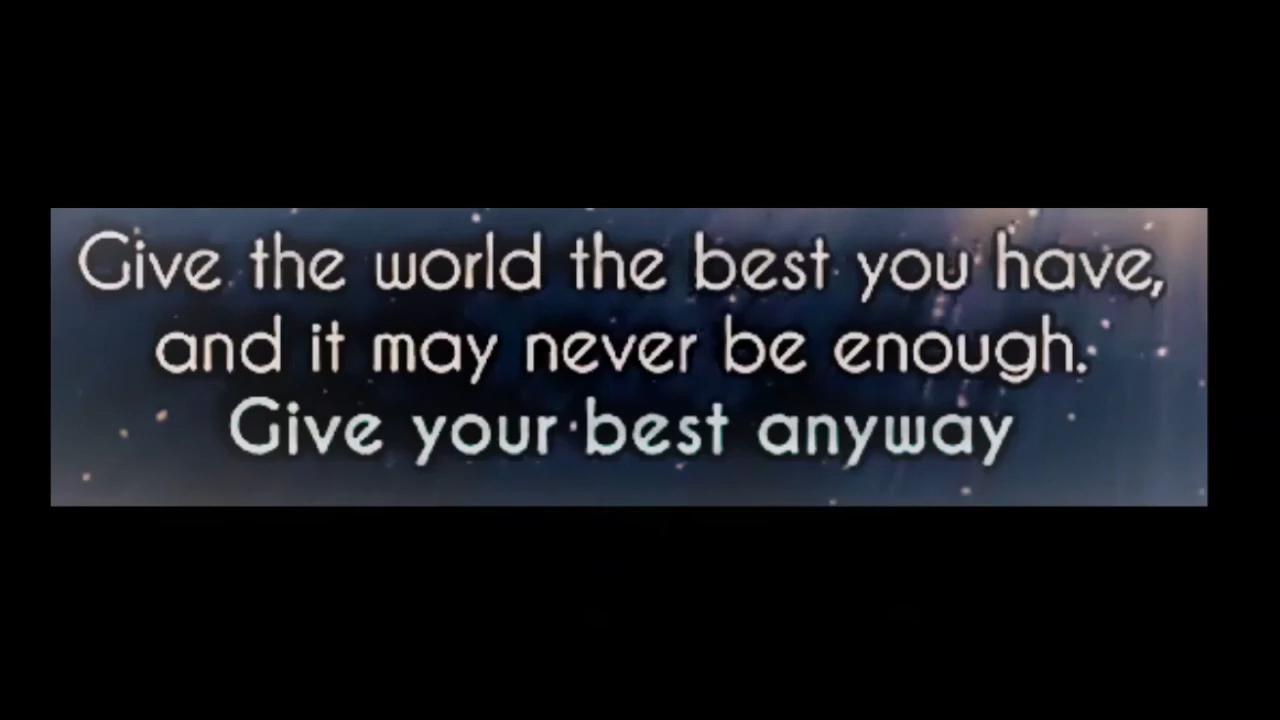 Give the world the best you have,
and it may never be enough.
Give your best anyway